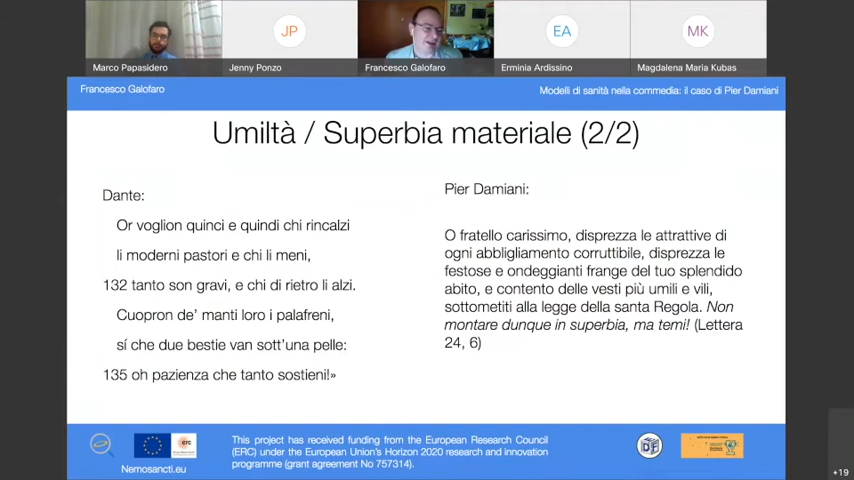 JP
EA
MK
Marco Papasidero
Jenny Ponzo
Francesco Galofaro
Erminia Ardissino
Magdalena Maria Kubas
Francesco Galofaro
Modelli di sanità nella commedia: il caso di Pier Damiani
Umiltà / Superbia materiale (2/2)
Dante:
Or voglion quinci e quindi chi rincalzi
li moderni pastori e chi li meni,
132 tanto son gravi, e chi di rietro li alzi.
Cuopron de’ manti loro i palafreni,
sí che due bestie van sott’una pelle:
135 oh pazienza che tanto sostieni!»
Pier Damiani:
O fratello carissimo, disprezza le attrattive di
ogni abbligliamento corruttibile, disprezza le
festose e ondeggianti frange del tuo splendido
abito, e contento delle vesti più umili e vili,
sottometiti alla legge della santa Regola. Non
montare dunque in superbia, ma temi! (Lettera
24, 6)
erc
Nemosancti.eu
This project has received funding from the European Research Council
(ERC) under the European Union's Horizon 2020 research and innovation
programme (grant agreement No 757314).
+19